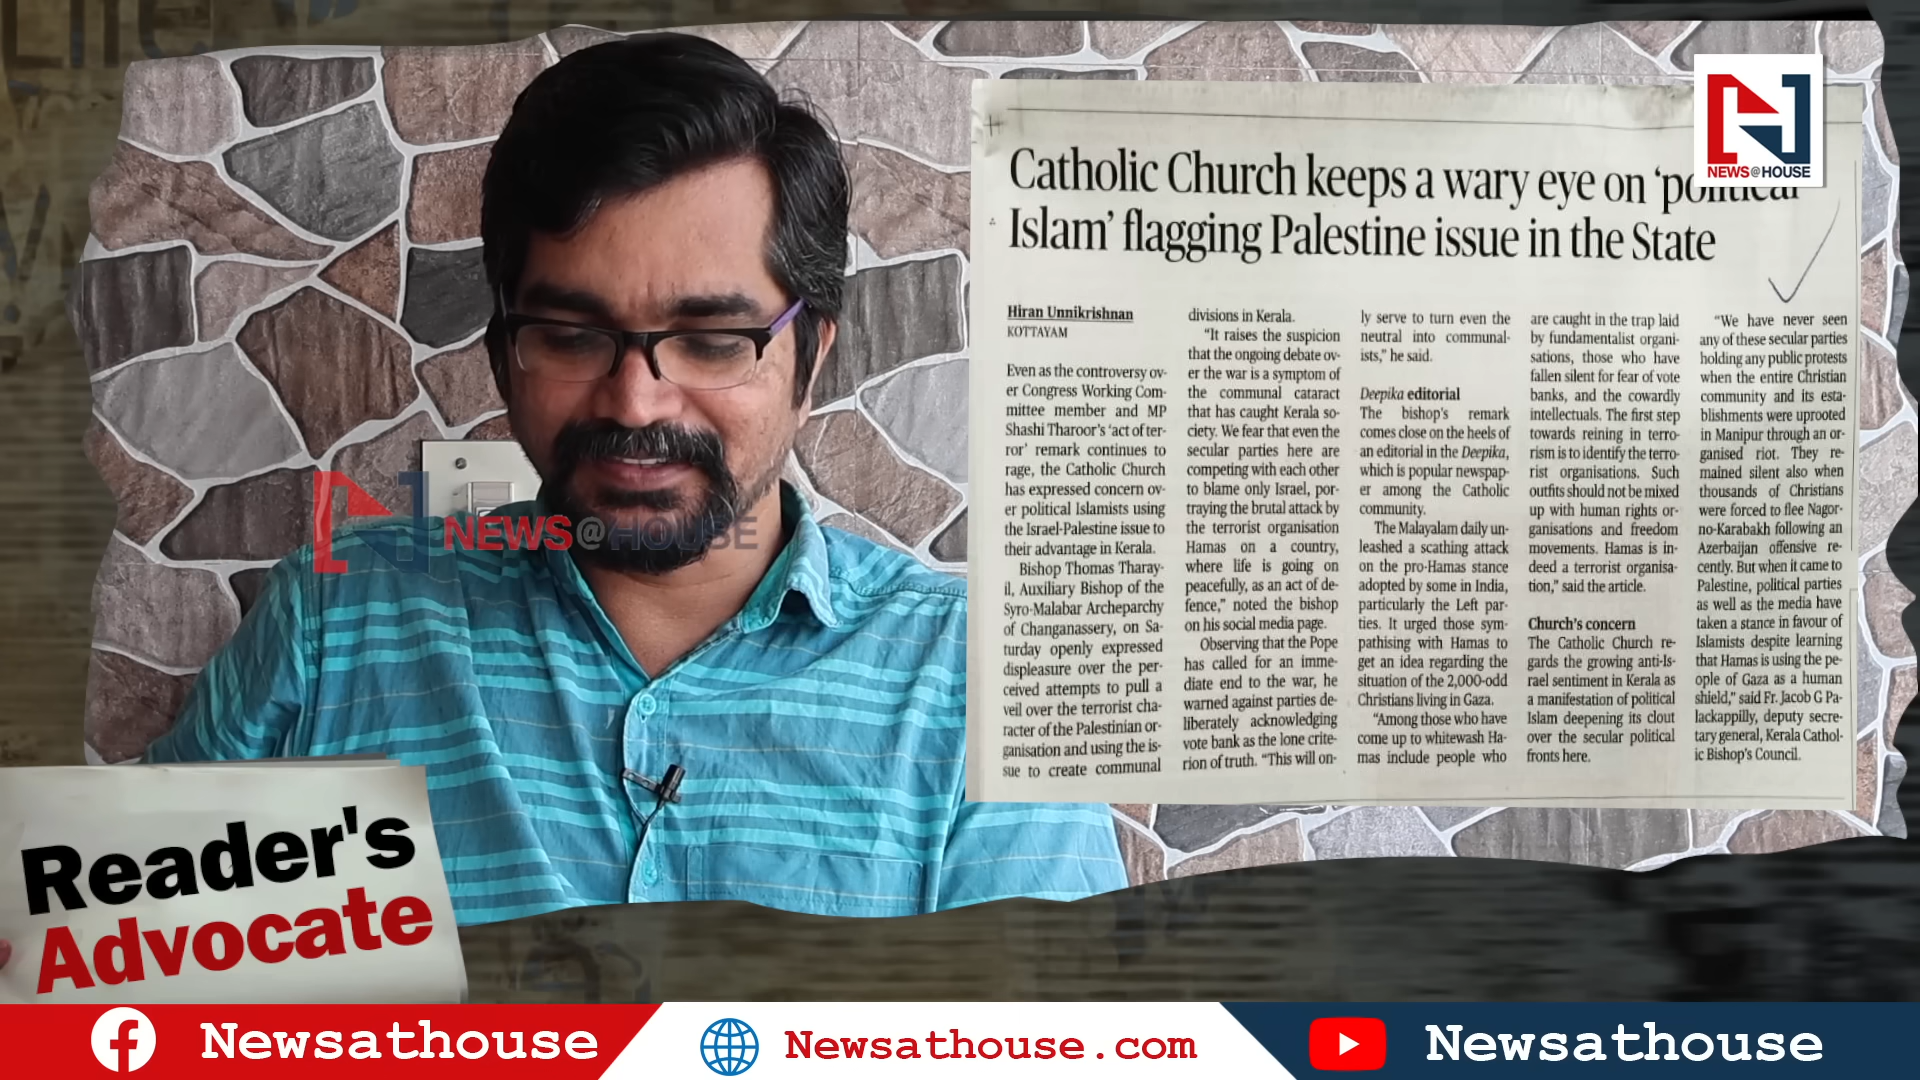 NEWS@HOUSE
Catholic Church keeps a wary eye on ‘political
Islam’ flagging Palestine issue in the State
Hiran Unnikrishnan
KOTTAYAM
Even as the controversy ov-
er Congress Working Com-
mittee member and MP
Shashi Tharoor’s ‘act of ter-
ror’ remark continues to
rage, the Catholic Church
has expressed concern ov-
er political Islamists using
the Israel-Palestine issue to
their advantage in Kerala.
Bishop Thomas Tharay-
il, Auxiliary Bishop of the
Syro-Malabar Archeparchy
of Changanassery, on Sa-
turday openly expressed
displeasure over the per-
ceived attempts to pull a
veil over the terrorist cha-
racter of the Palestinian or-
ganisation and using the is-
sue to create communal
divisions in Kerala.
“It raises the suspicion
that the ongoing debate ov-
er the war is a symptom of
the communal cataract
that has caught Kerala so-
ciety. We fear that even the
secular parties here are
competing with each other
to blame only Israel, por-
traying the brutal attack by
the terrorist organisation
Hamas on a country,
where life is going on
peacefully, as an act of de-
fence,” noted the bishop
on his social media page.
Observing that the Pope
has called for an imme-
diate end to the war, he
warned against parties de-
liberately acknowledging
vote bank as the lone crite-
rion of truth. “This will on-
ly serve to turn even the
neutral into communal-
ists,” he said.
Deepika editorial
The bishop’s remark
comes close on the heels of
an editorial in the Deepika,
which is popular newspap-
er among the Catholic
community.
The Malayalam daily un-
leashed a scathing attack
on the pro-Hamas stance
adopted by some in India,
particularly the Left par-
ties. It urged those sym-
pathising with Hamas to
get an idea regarding the
situation of the 2,000-odd
Christians living in Gaza.
“Among those who have
come up to whitewash Ha-
mas include people who
are caught in the trap laid
by fundamentalist organi-
sations, those who have
fallen silent for fear of vote
banks, and the cowardly
intellectuals. The first step
towards reining in terro-
rism is to identify the terro-
rist organisations. Such
outfits should not be mixed
up with human rights or-
ganisations and freedom
movements. Hamas is in-
deed a terrorist organisa-
tion,” said the article.
Church’s concern
The Catholic Church re-
gards the growing anti-Is-
rael sentiment in Kerala as
a manifestation of political
Islam deepening its clout
over the secular political
fronts here.
“We have never seen
any of these secular parties
holding any public protests
when the entire Christian
community and its esta-
blishments were uprooted
in Manipur through an or-
ganised riot. They re-
mained silent also when
thousands of Christians
were forced to flee Nagor-
no-Karabakh following an
Azerbaijan offensive re-
cently. But when it came to
Palestine, political parties
as well as the media have
taken a stance in favour of
Islamists despite learning
that Hamas is using the pe-
ople of Gaza as a human
shield,” said Fr. Jacob G Pa-
lackappilly, deputy secre-
tary general, Kerala Cathol-
ic Bishop’s Council.
NEWS@HOUSE
Reader's
Advocate
Newsathouse
Newsathouse.com
Newsathouse